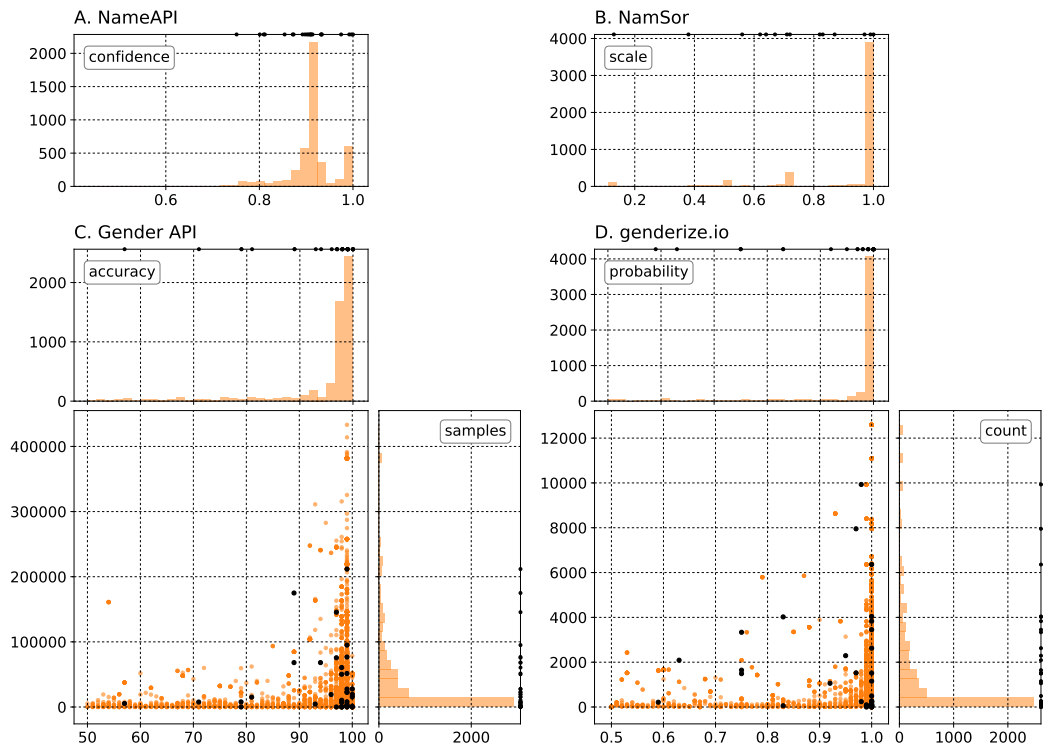 A. NameAPI
B. NamSor
confidence
scale
2000
1500
1000
500
0
4000
3000
2000
1000
0
0.6 0.8 1.0
0.2 0.4 0.6 0.8 1.0
C. Gender API
D. genderize.io
accuracy
probability
2000
1000
0
4000
3000
2000
1000
0
samples
count
400000
300000
200000
100000
0
12000
10000
8000
6000
4000
2000
0
50 60 70 80 90 100
0 2000
0.5 0.6 0.7 0.8 0.9 1.0
0 1000 2000